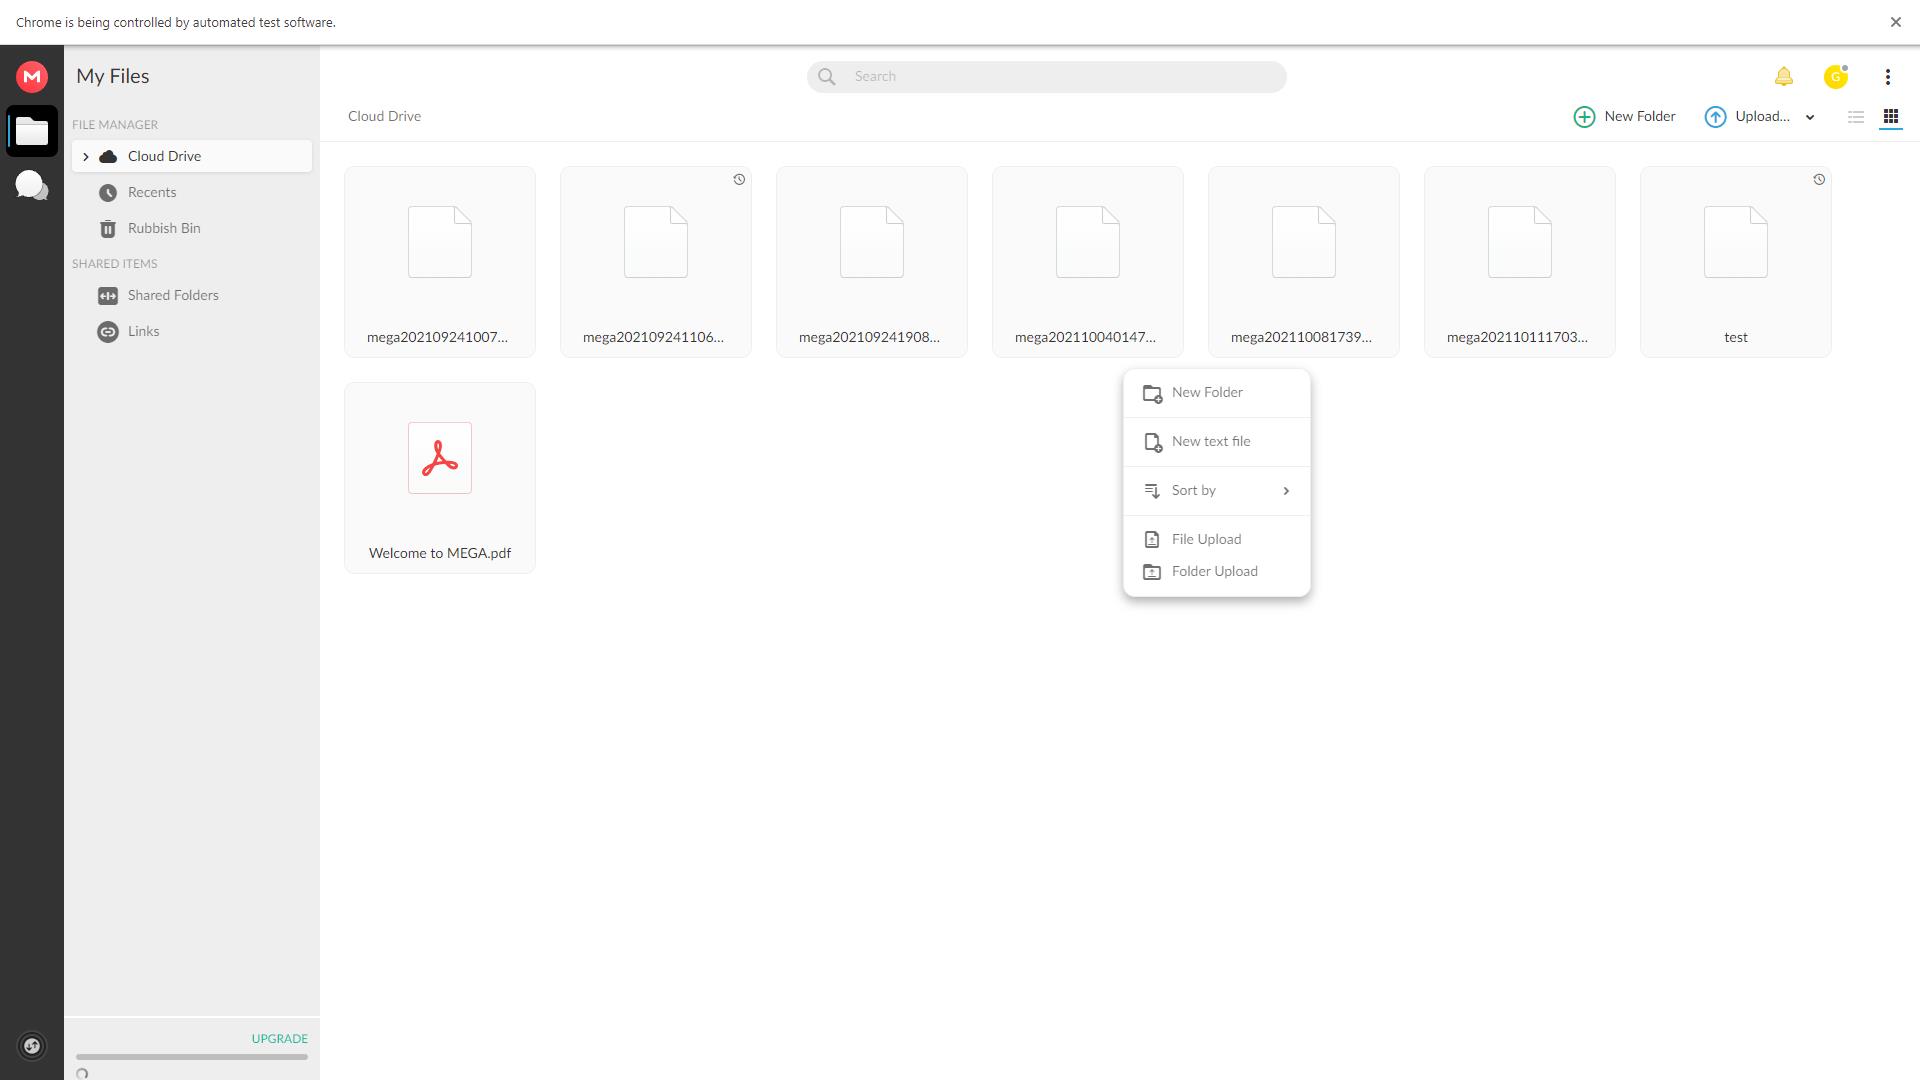 Chrome is being controlled by automated test software.
My Files
Search
G
FILE MANAGER
Cloud Drive
New Folder
Upload...
Cloud Drive
Recents
Rubbish Bin
SHARED ITEMS
Shared Folders
Links
mega202109241007...
mega202109241106...
mega202109241908...
mega202110040147...
mega202110081739...
mega202110111703...
test
New Folder
New text file
Sort by
File Upload
Folder Upload
Welcome to MEGA.pdf
UPGRADE